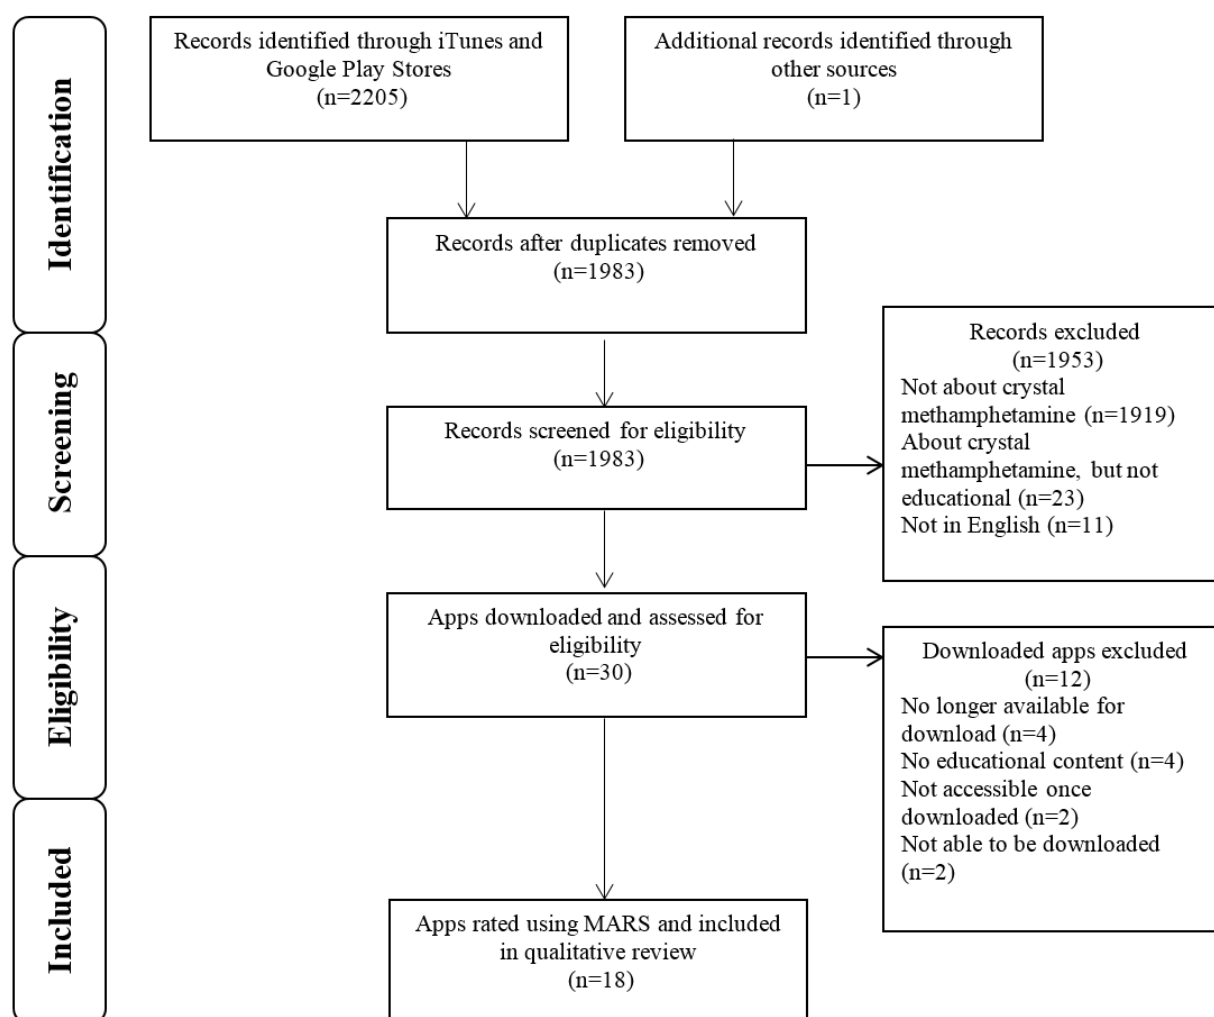 Identification
Records identified through iTunes and
Google Play Stores
(n=2205)
Additional records identified through
other sources
(n=1)
Records after duplicates removed
(n=1983)
Screening
Records screened for eligibility
(n=1983)
Records excluded
(n=1953)
Not about crystal
methamphetamine (n=1919)
About crystal
methamphetamine, but not
educational (n=23)
Not in English (n=11)
Eligibility
Apps downloaded and assessed for
eligibility
(n=30)
Downloaded apps excluded
(n=12)
No longer available for
download (n=4)
No educational content (n=4)
Not accessible once
downloaded (n=2)
Not able to be downloaded
(n=2)
Included
Apps rated using MARS and included
in qualitative review
(n=18)